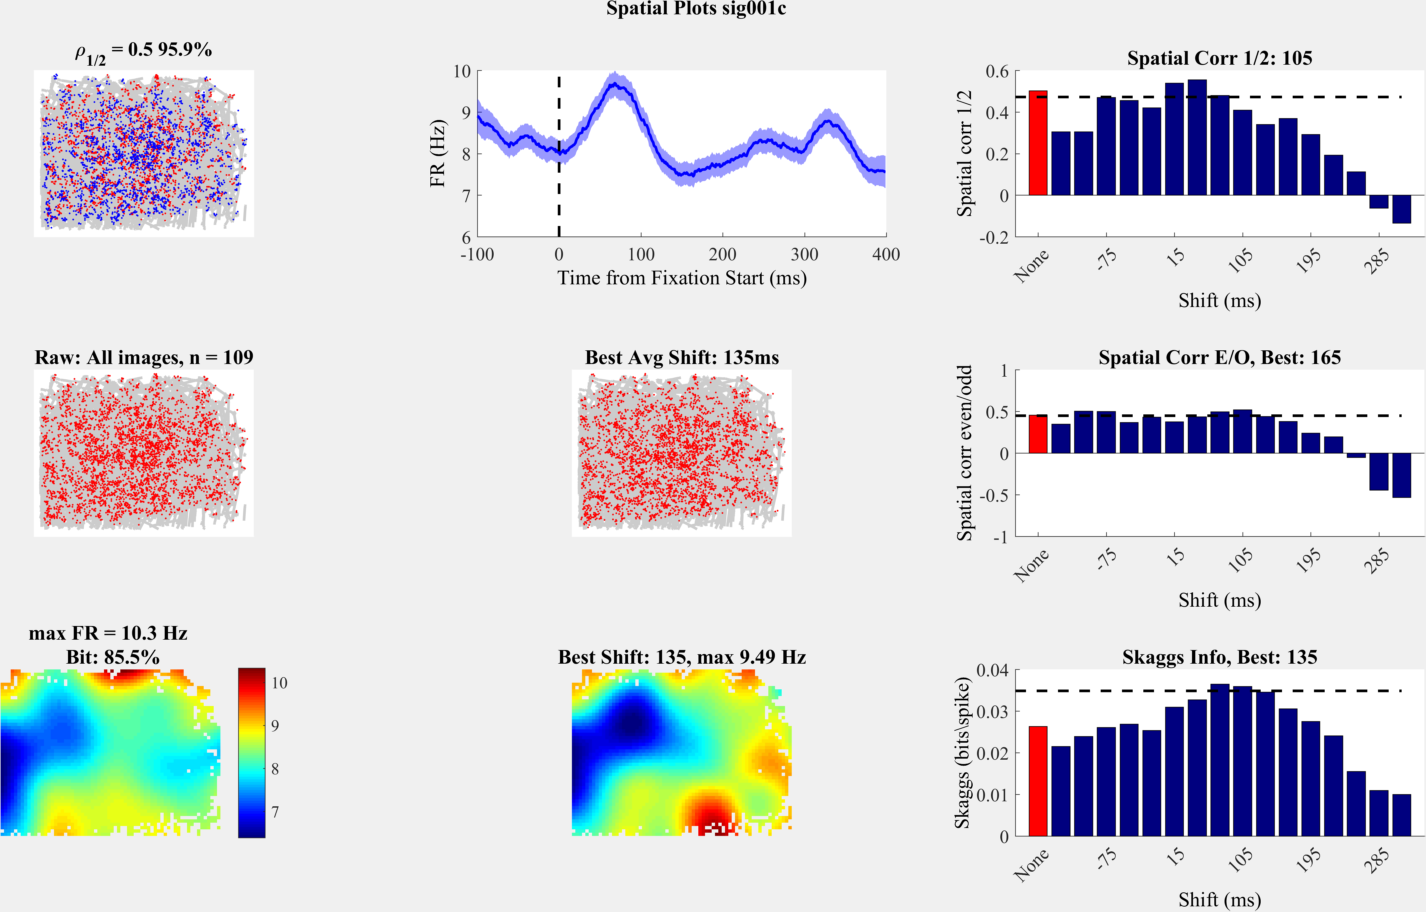 Spatial Plots sig001c
ρ1/2 = 0.5 95.9%
10
9
8
7
6
FR (Hz)
-100
0
100
200
300
400
Time from Fixation Start (ms)
Spatial Corr 1/2: 105
0.6
0.4
0.2
0
-0.2
Spatial corr 1/2
None
-75
15
105
195
285
Shift (ms)
Raw: All images, n = 109
Best Avg Shift: 135ms
Spatial Corr E/O, Best: 165
1
0.5
0
-0.5
-1
Spatial corr even/odd
None
-75
15
105
195
285
Shift (ms)
max FR = 10.3 Hz
Bit: 85.5%
10
9
8
7
Best Shift: 135, max 9.49 Hz
Skaggs Info, Best: 135
0.04
0.03
0.02
0.01
0
Skaggs (bits\spike)
None
-75
15
105
195
285
Shift (ms)